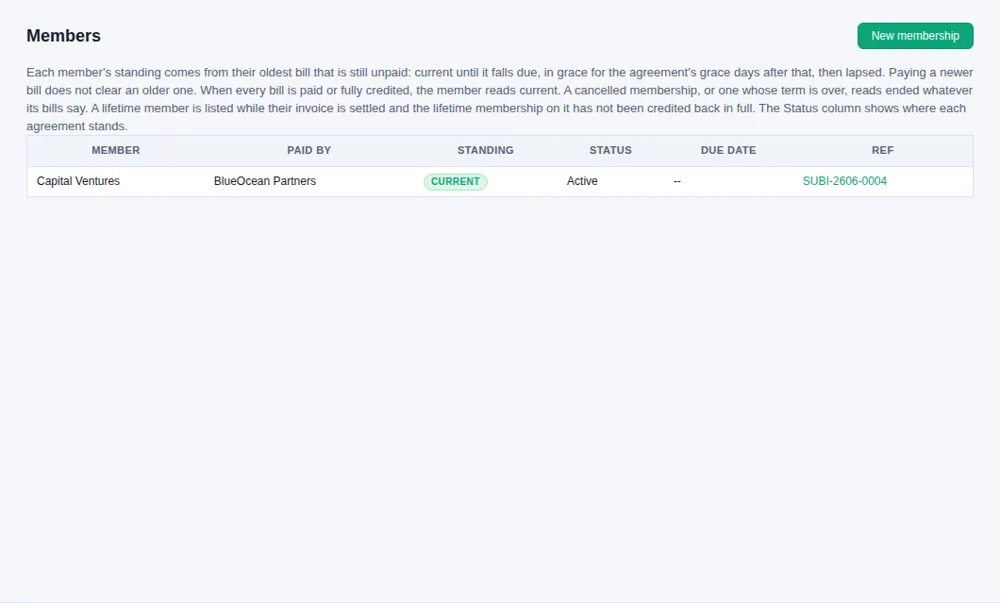 Members
New membership
Each member's standing comes from their oldest bill that is still unpaid: current until it falls due, in grace for the agreement's grace days after that, then lapsed. Paying a newer
bill does not clear an older one. When every bill is paid or fully credited, the member reads current. A cancelled membership, or one whose term is over, reads ended whatever
its bills say. A lifetime member is listed while their invoice is settled and the lifetime membership on it has not been credited back in full. The Status column shows where each
agreement stands.
MEMBER PAID BY STANDING STATUS DUE DATE REF
Capital Ventures BlueOcean Partners CURRENT Active -- SUBI-2606-0004